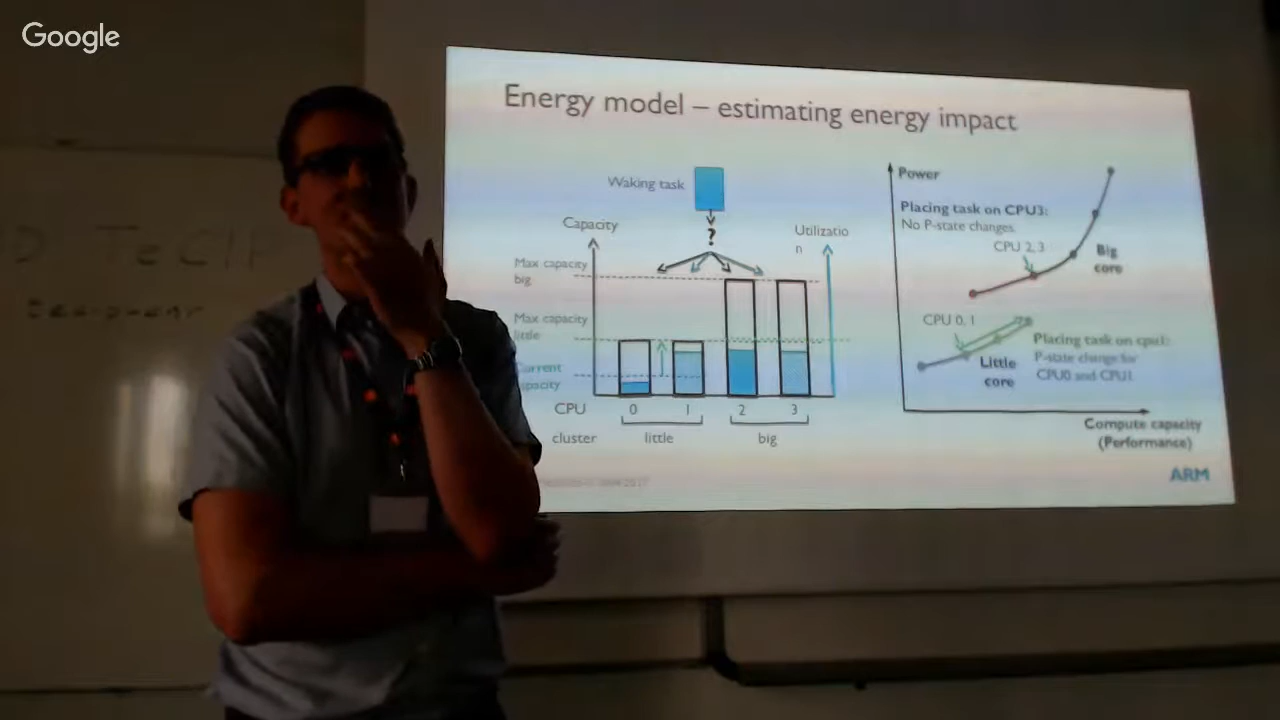 Google
Energy model – estimating energy impact
Waking task
?
Capacity
Utilizatio
n
Max capacity
big
Max capacity
little
Current
CPU
0
1
2
3
cluster
little
big
Power
Placing task on CPU3:
No P-state changes
CPU 2, 3
Big
core
CPU 0, 1
Placing task on cpu1:
P-state change for
CPU0 and CPU1
Little
core
Compute capacity
(Performance)
ARM